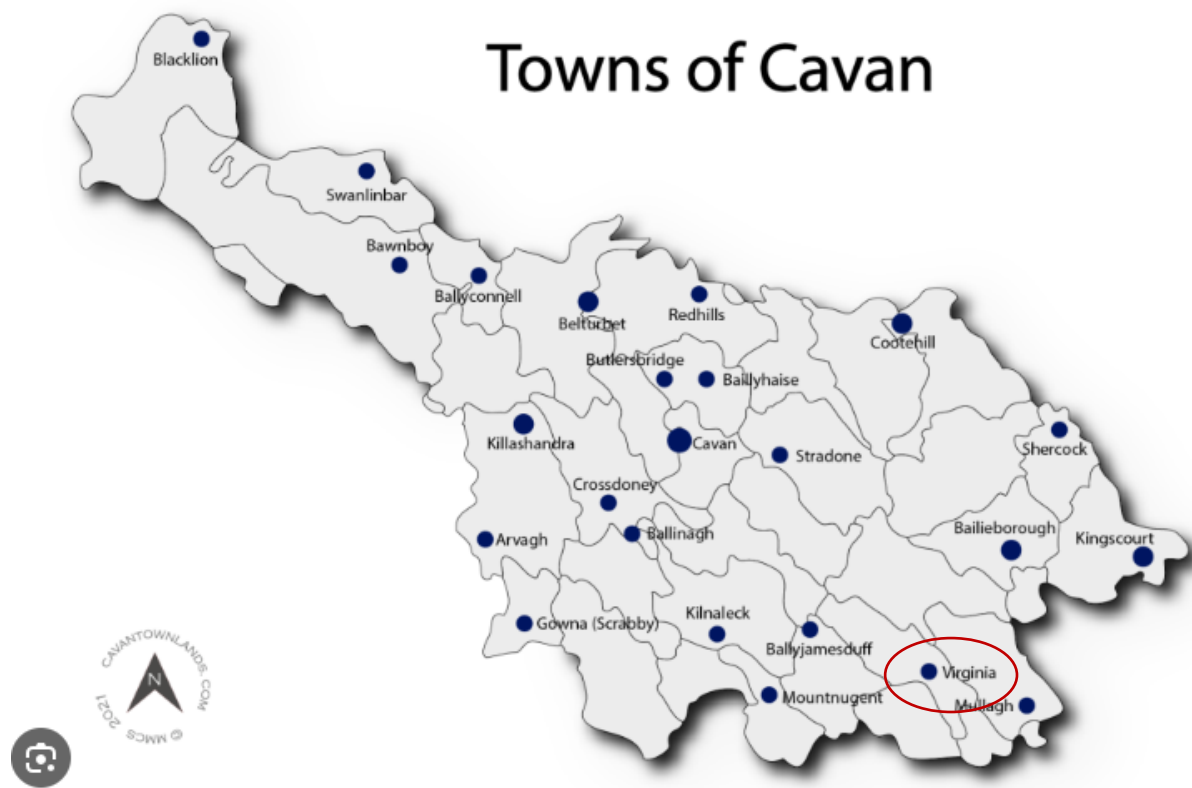 Towns of Cavan
Blacklion
Swanlinbar
Bawnboy
Ballyconnell
Belturbet
Redhills
Cootehill
Butlersbridge
Baillyhaise
Killashandra
Cavan
Stradone
Shercock
Crossdoney
Ballinagh
Arvagh
Bailieborough
Kingscourt
Gowna (Scrabby)
Kilnaleck
Ballyjamesduff
Virginia
Mountnugent
Mullagh
CAVANTOWNLANDS.COM
N
© MMCS 2021